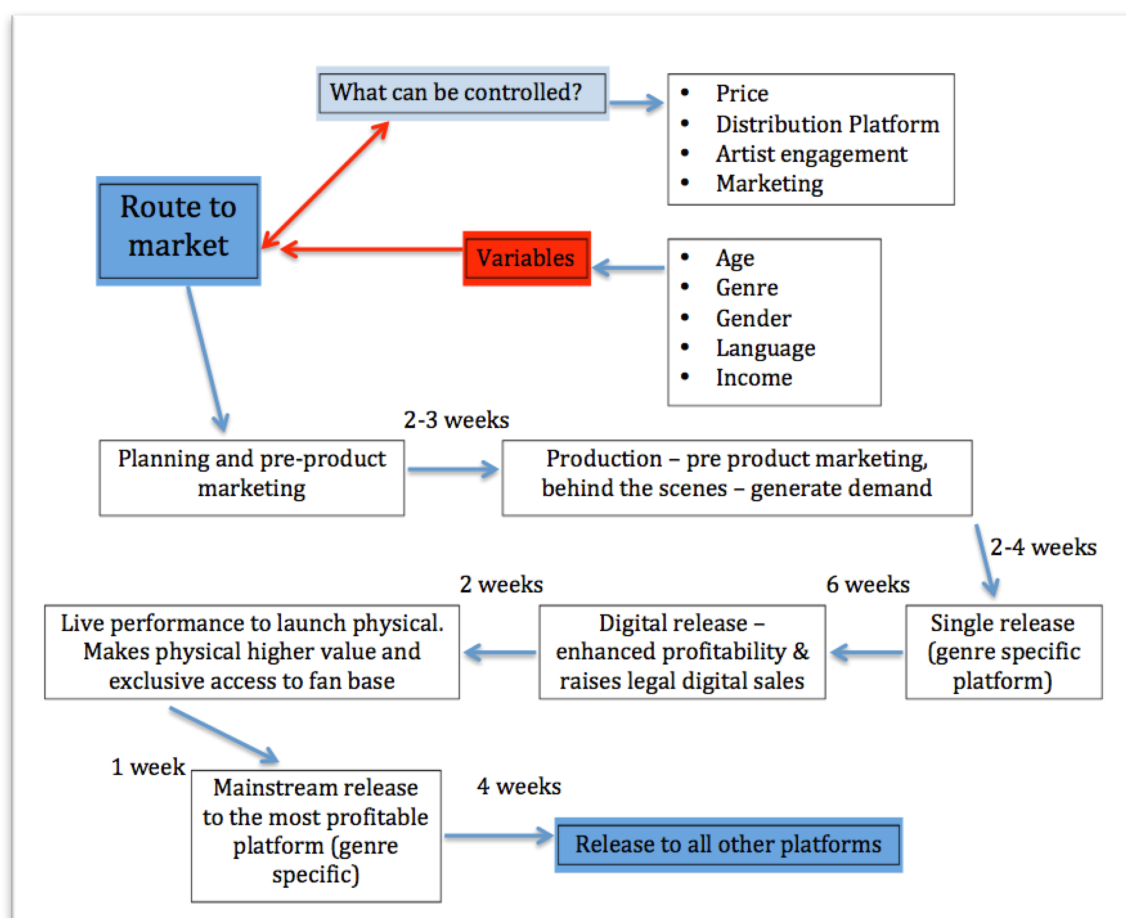 What can be controlled?
• Price
• Distribution Platform
• Artist engagement
• Marketing
Route to
market
Variables
• Age
• Genre
• Gender
• Language
• Income
2-3 weeks
Planning and pre-product
marketing
Production – pre product marketing,
behind the scenes – generate demand
2-4 weeks
6 weeks
2 weeks
Single release
(genre specific
platform)
Digital release –
enhanced profitability &
raises legal digital sales
Live performance to launch physical.
Makes physical higher value and
exclusive access to fan base
1 week
Mainstream release
to the most profitable
platform (genre
specific)
4 weeks
Release to all other platforms